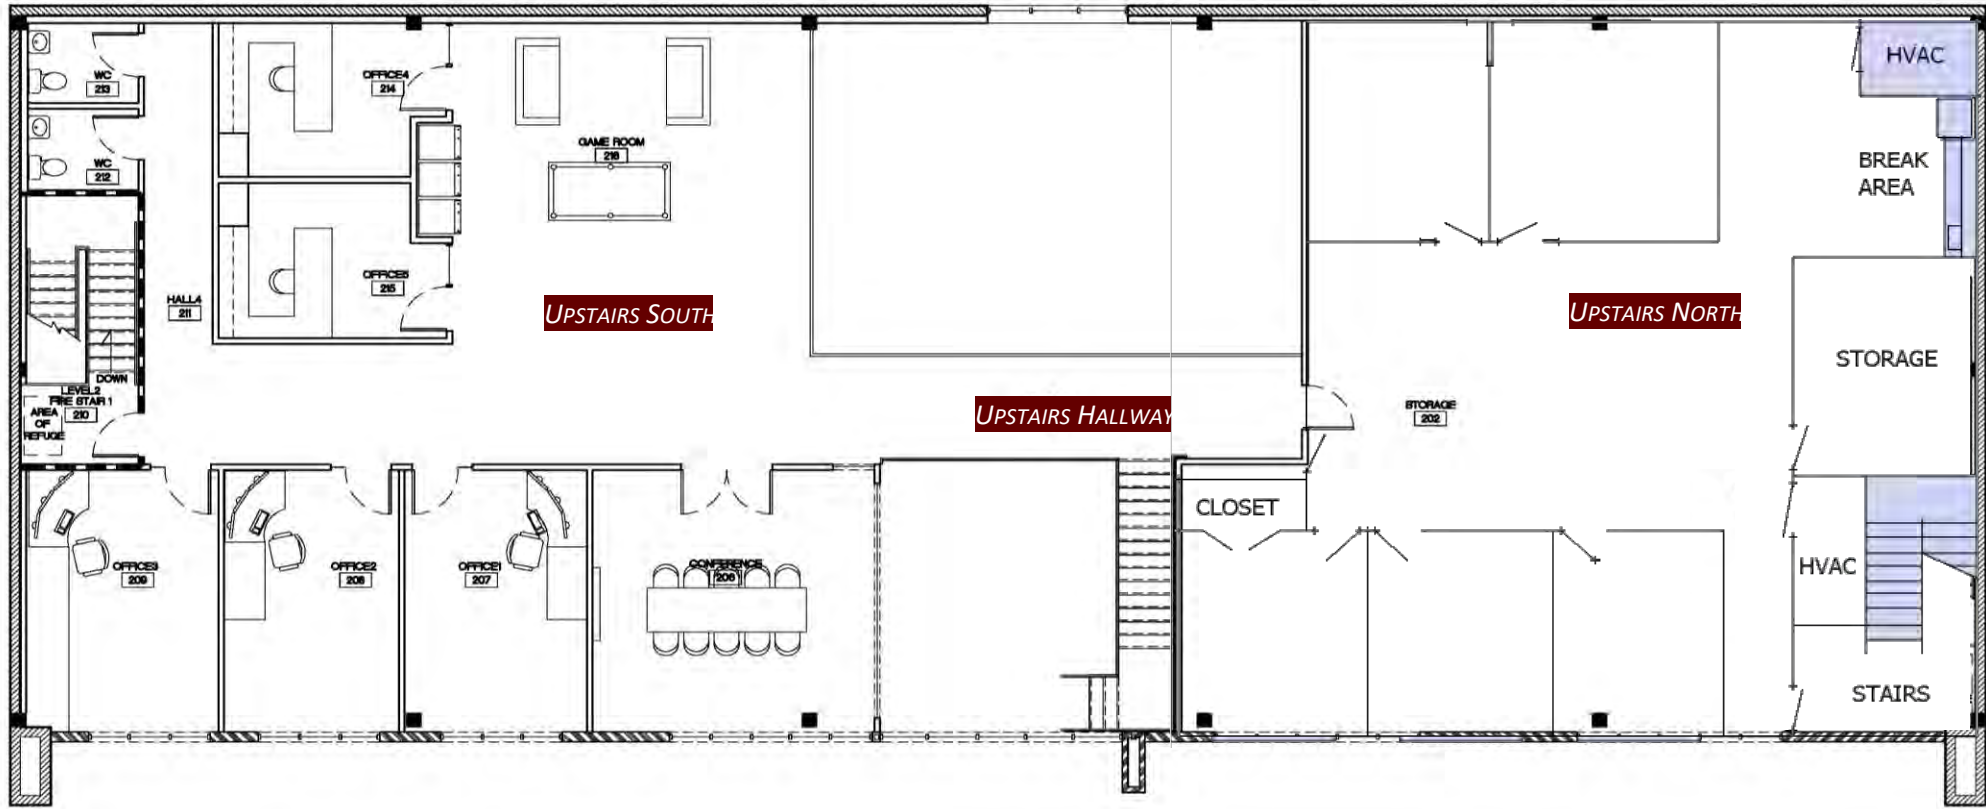 WC
213
WC
212
OFFICE4
214
GAME ROOM
216
HVAC
BREAK
AREA
OFFICE5
215
HALL4
211
UPSTAIRS SOUTH
UPSTAIRS NORTH
STORAGE
DOWN
LEVEL2
FIRE STAIR 1
210
AREA
OF
REFUGE
UPSTAIRS HALLWAY
STORAGE
202
CLOSET
OFFICE3
209
OFFICE2
208
OFFICE1
207
CONFERENCE
206
HVAC
STAIRS